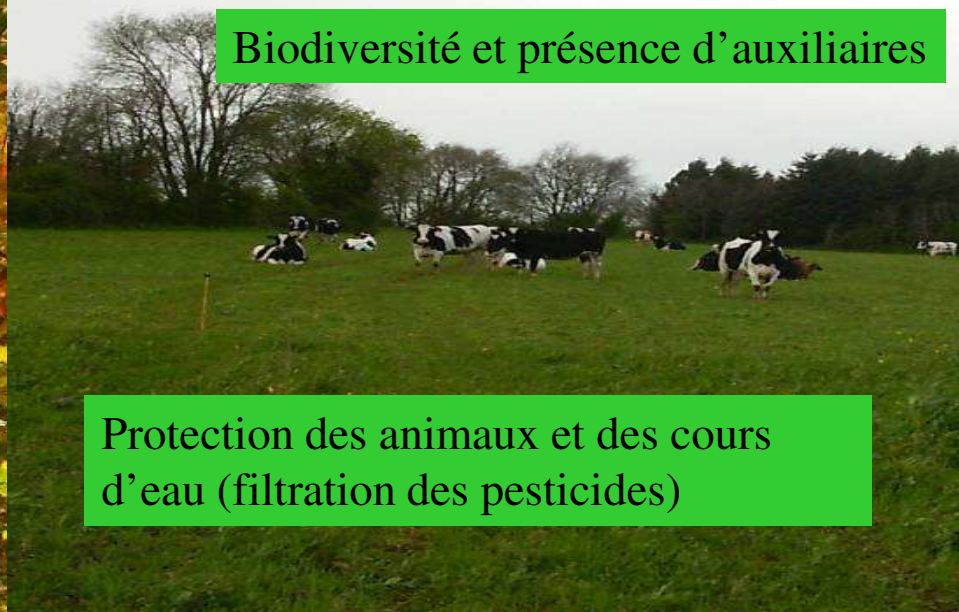 Biodiversité et présence d'auxiliaires
Protection des animaux et des cours
d'eau (filtration des pesticides)